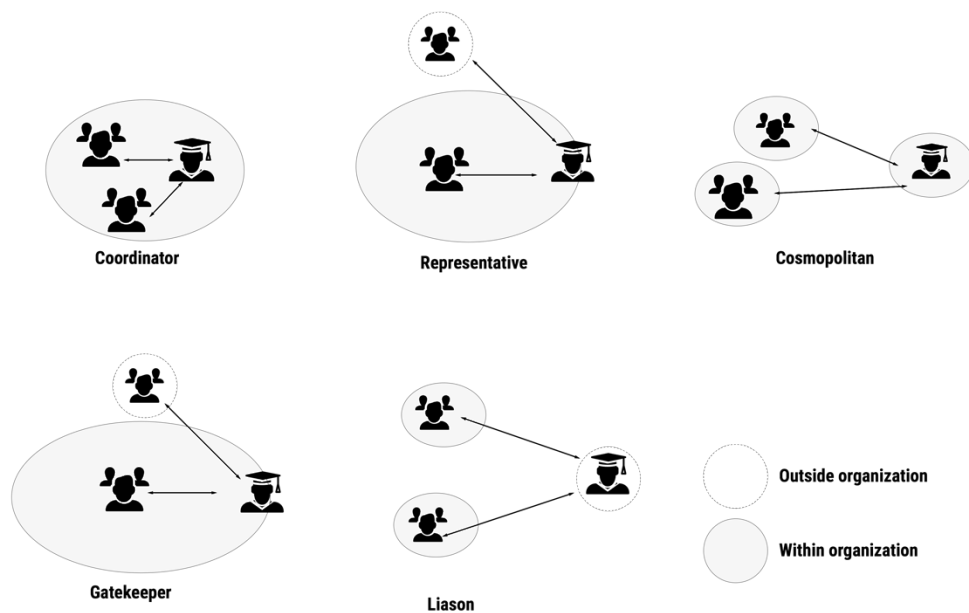 Coordinator
Representative
Cosmopolitan
Gatekeeper
Liason
Outside organization
Within organization